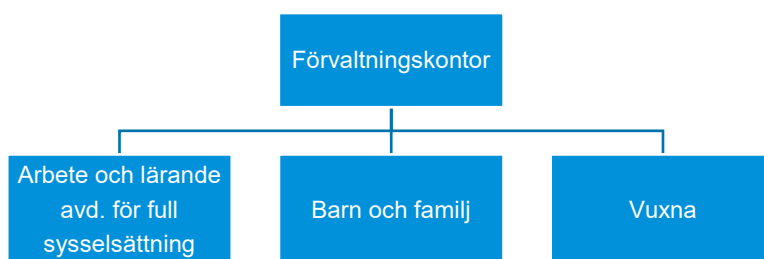 Förvaltningskontor
Arbete och lärande
avd. för full
sysselsättning
Barn och familj
Vuxna